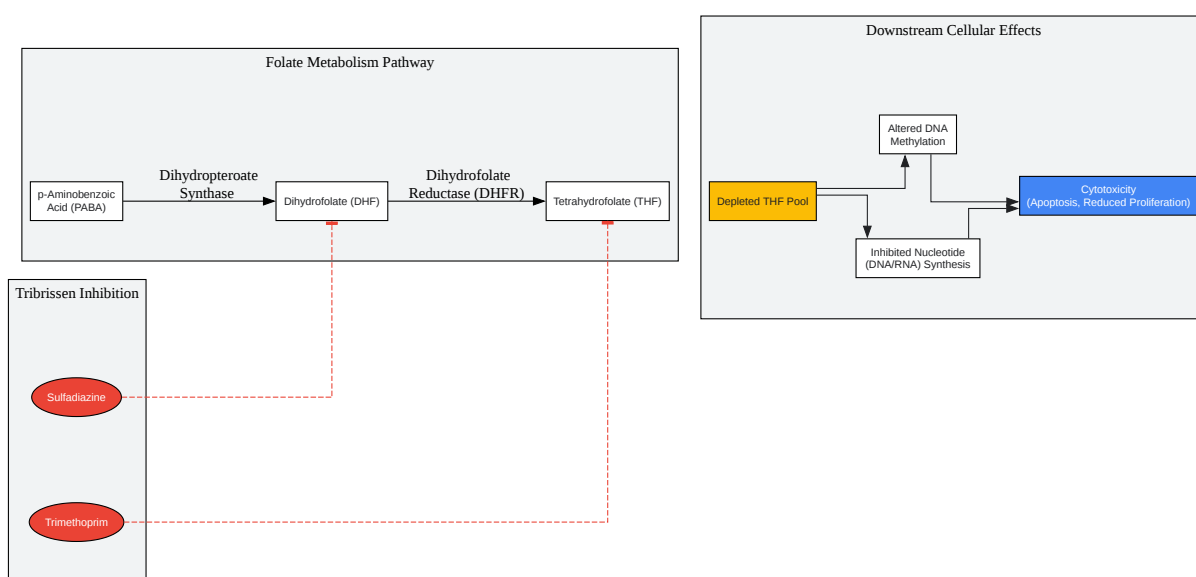 Folate Metabolism Pathway
p-Aminobenzoic
Acid (PABA)
Dihydropteroate
Synthase
Dihydrofolate (DHF)
Dihydrofolate
Reductase (DHFR)
Tetrahydrofolate (THF)
Tribrissen Inhibition
Sulfadiazine
Trimethoprim
Downstream Cellular Effects
Depleted THF Pool
Altered DNA
Methylation
Inhibited Nucleotide
(DNA/RNA) Synthesis
Cytotoxicity
(Apoptosis, Reduced Proliferation)